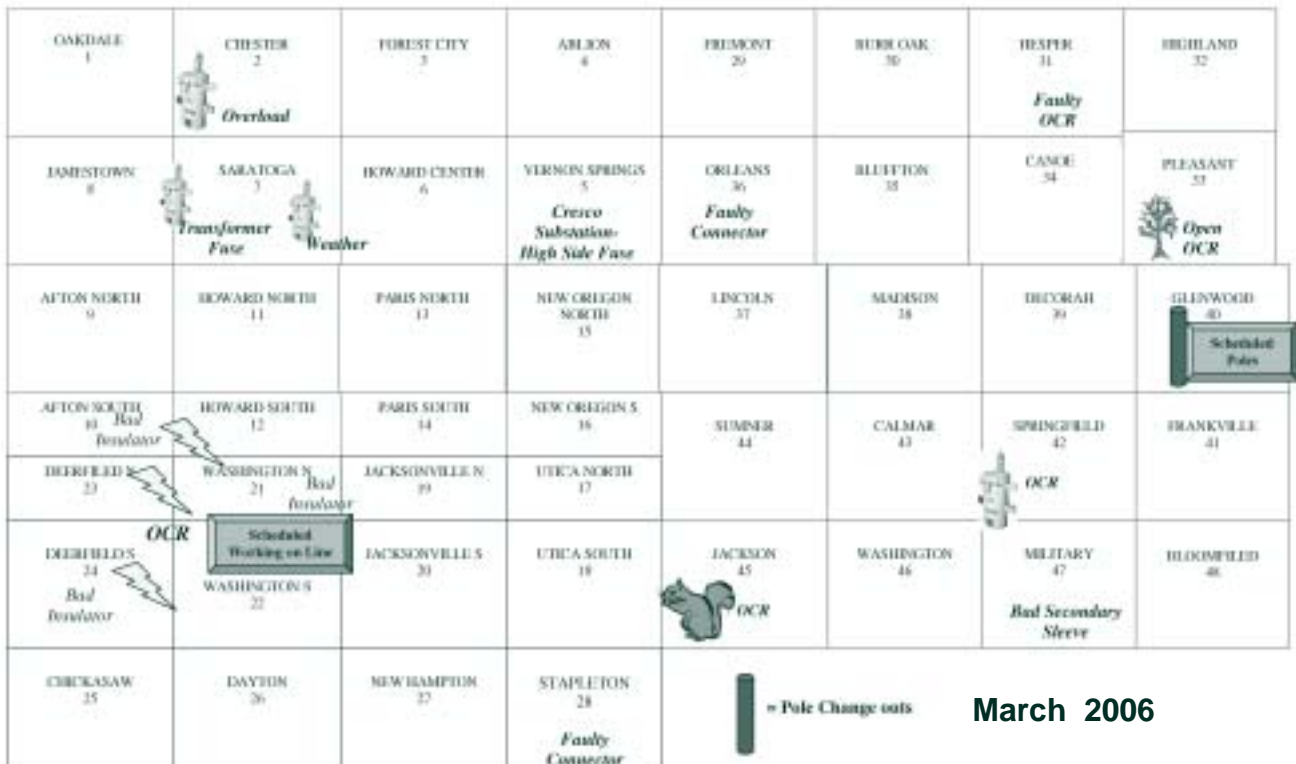 OAKDALE
1
CHESTER
2
Overload
FOREST CITY
3
ABLION
4
FREMONT
29
BURR OAK
30
HESPER
31
Faulty
OCR
HIGHLAND
32
JAMESTOWN
8
SARATOGA
7
Transformer
Fuse
Weather
HOWARD CENTER
6
VERNON SPRINGS
5
Cresco
Substation-
High Side Fuse
ORLEANS
36
Faulty
Connector
BLUFFTON
35
CANOE
34
PLEASANT
33
Open
OCR
AFTON NORTH
9
HOWARD NORTH
11
PARIS NORTH
13
NEW OREGON
NORTH
15
LINCOLN
37
MADISON
38
DECORAH
39
GLENWOOD
40
Scheduled
Poles
AFTON SOUTH
10
Bad
Insulator
HOWARD SOUTH
12
PARIS SOUTH
14
NEW OREGON S.
16
SUMNER
44
CALMAR
43
SPRINGFIELD
42
OCR
FRANKVILLE
41
DEERFILED N
23
WASHINGTON N
21
Bad
Insulator
JACKSONVILLE N
19
UTICA NORTH
17
OCR
Scheduled
Working on Line
DEERFIELD S
24
Bad
Insulator
WASHINGTON S
22
JACKSONVILLE S
20
UTICA SOUTH
18
JACKSON
45
OCR
WASHINGTON
46
MILITARY
47
Bad Secondary
Sleeve
BLOOMFILED
48
CHICKASAW
25
DAYTON
26
NEW HAMPTON
27
STAPLETON
28
Faulty
Connector
= Pole Change outs
March 2006